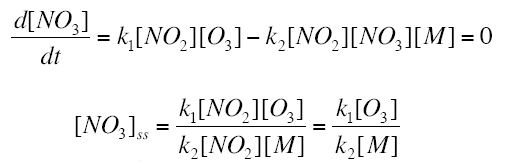 d[NO₃]/dt = k₁[NO₂][O₃] − k₂[NO₂][NO₃][M] = 0
[NO₃]ₛₛ = k₁[NO₂][O₃]/k₂[NO₂][M] = k₁[O₃]/k₂[M]